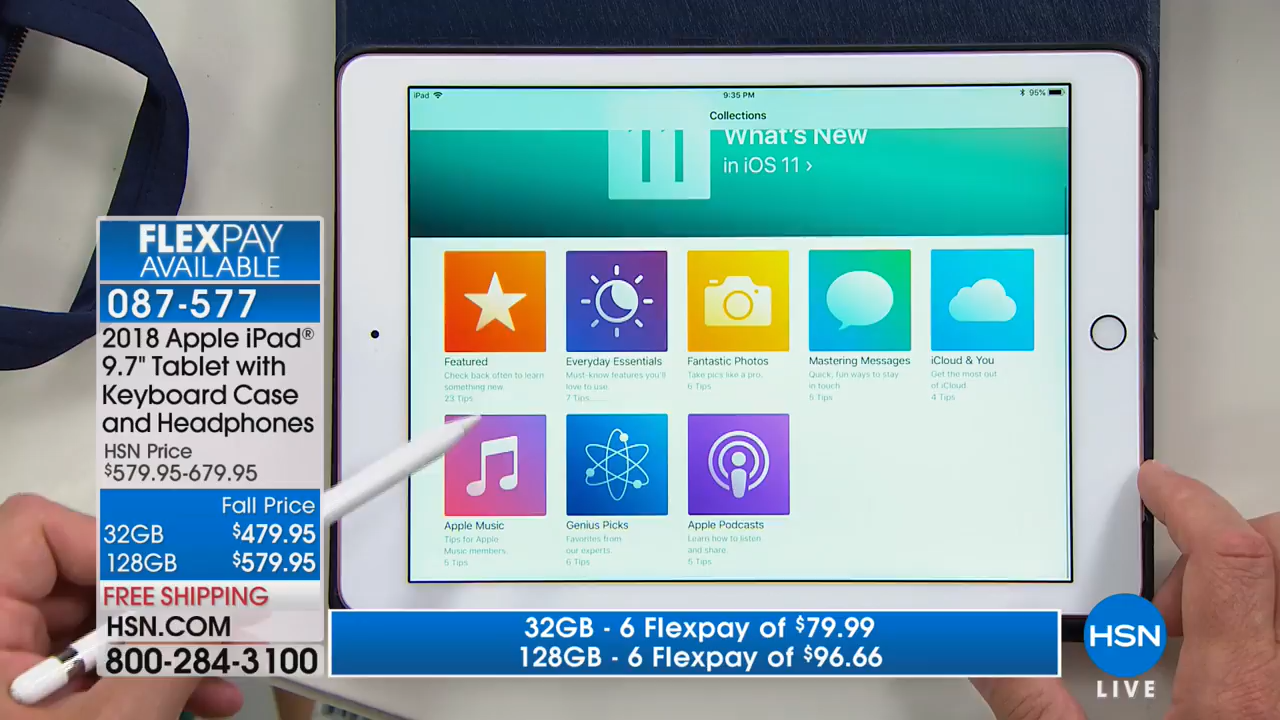 iPad
9:35 PM
95%
Collections
11
What's New
in iOS 11 ›
Featured
Check back often to learn
something new.
23 Tips
Everyday Essentials
Must-know features you'll
love to use.
7 Tips
Fantastic Photos
Take pics like a pro.
6 Tips
Mastering Messages
Quick, fun ways to stay
in touch
5 Tips
iCloud & You
Get the most out
of iCloud.
4 Tips
Apple Music
Tips for Apple
Music members.
5 Tips
Genius Picks
Favorites from
our experts.
6 Tips
Apple Podcasts
Learn how to listen
and share.
5 Tips
FLEXPAY
AVAILABLE
087-577
2018 Apple iPad®
9.7" Tablet with
Keyboard Case
and Headphones
HSN Price
$579.95-679.95
Fall Price
32GB $479.95
128GB $579.95
FREE SHIPPING
HSN.COM
800-284-3100
32GB - 6 Flexpay of $79.99
128GB - 6 Flexpay of $96.66
HSN
LIVE